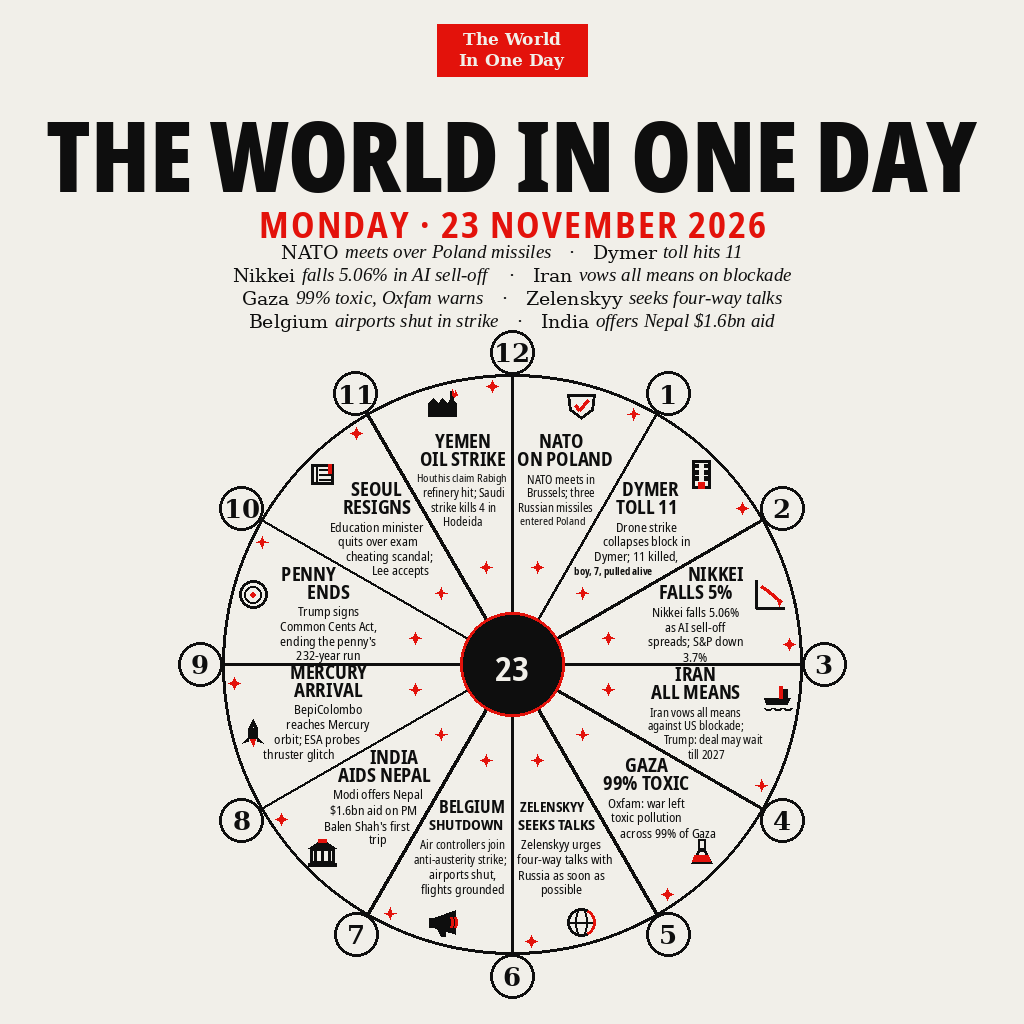 The World
In One Day
THE WORLD IN ONE DAY
MONDAY · 23 NOVEMBER 2026
NATO meets over Poland missiles · Dymer toll hits 11
Nikkei falls 5.06% in AI sell-off · Iran vows all means on blockade
Gaza 99% toxic, Oxfam warns · Zelenskyy seeks four-way talks
Belgium airports shut in strike · India offers Nepal $1.6bn aid
12
1
NATO
ON POLAND
NATO meets in
Brussels; three
Russian missiles
entered Poland
2
DYMER
TOLL 11
Drone strike
collapses block in
Dymer; 11 killed,
boy, 7, pulled alive
3
NIKKEI
FALLS 5%
Nikkei falls 5.06%
as AI sell-off
spreads; S&P down
3.7%
4
IRAN
ALL MEANS
Iran vows all means
against US blockade;
Trump: deal may wait
till 2027
5
GAZA
99% TOXIC
Oxfam: war left
toxic pollution
across 99% of Gaza
6
ZELENSKYY
SEEKS TALKS
Zelenskyy urges
four-way talks with
Russia as soon as
possible
7
BELGIUM
SHUTDOWN
Air controllers join
anti-austerity strike;
airports shut,
flights grounded
8
INDIA
AIDS NEPAL
Modi offers Nepal
$1.6bn aid on PM
Balen Shah's first
trip
9
MERCURY
ARRIVAL
BepiColombo
reaches Mercury
orbit; ESA probes
thruster glitch
10
PENNY
ENDS
Trump signs
Common Cents Act,
ending the penny's
232-year run
11
SEOUL
RESIGNS
Education minister
quits over exam
cheating scandal;
Lee accepts
YEMEN
OIL STRIKE
Houthis claim Rabigh
refinery hit; Saudi
strike kills 4 in
Hodeida
23